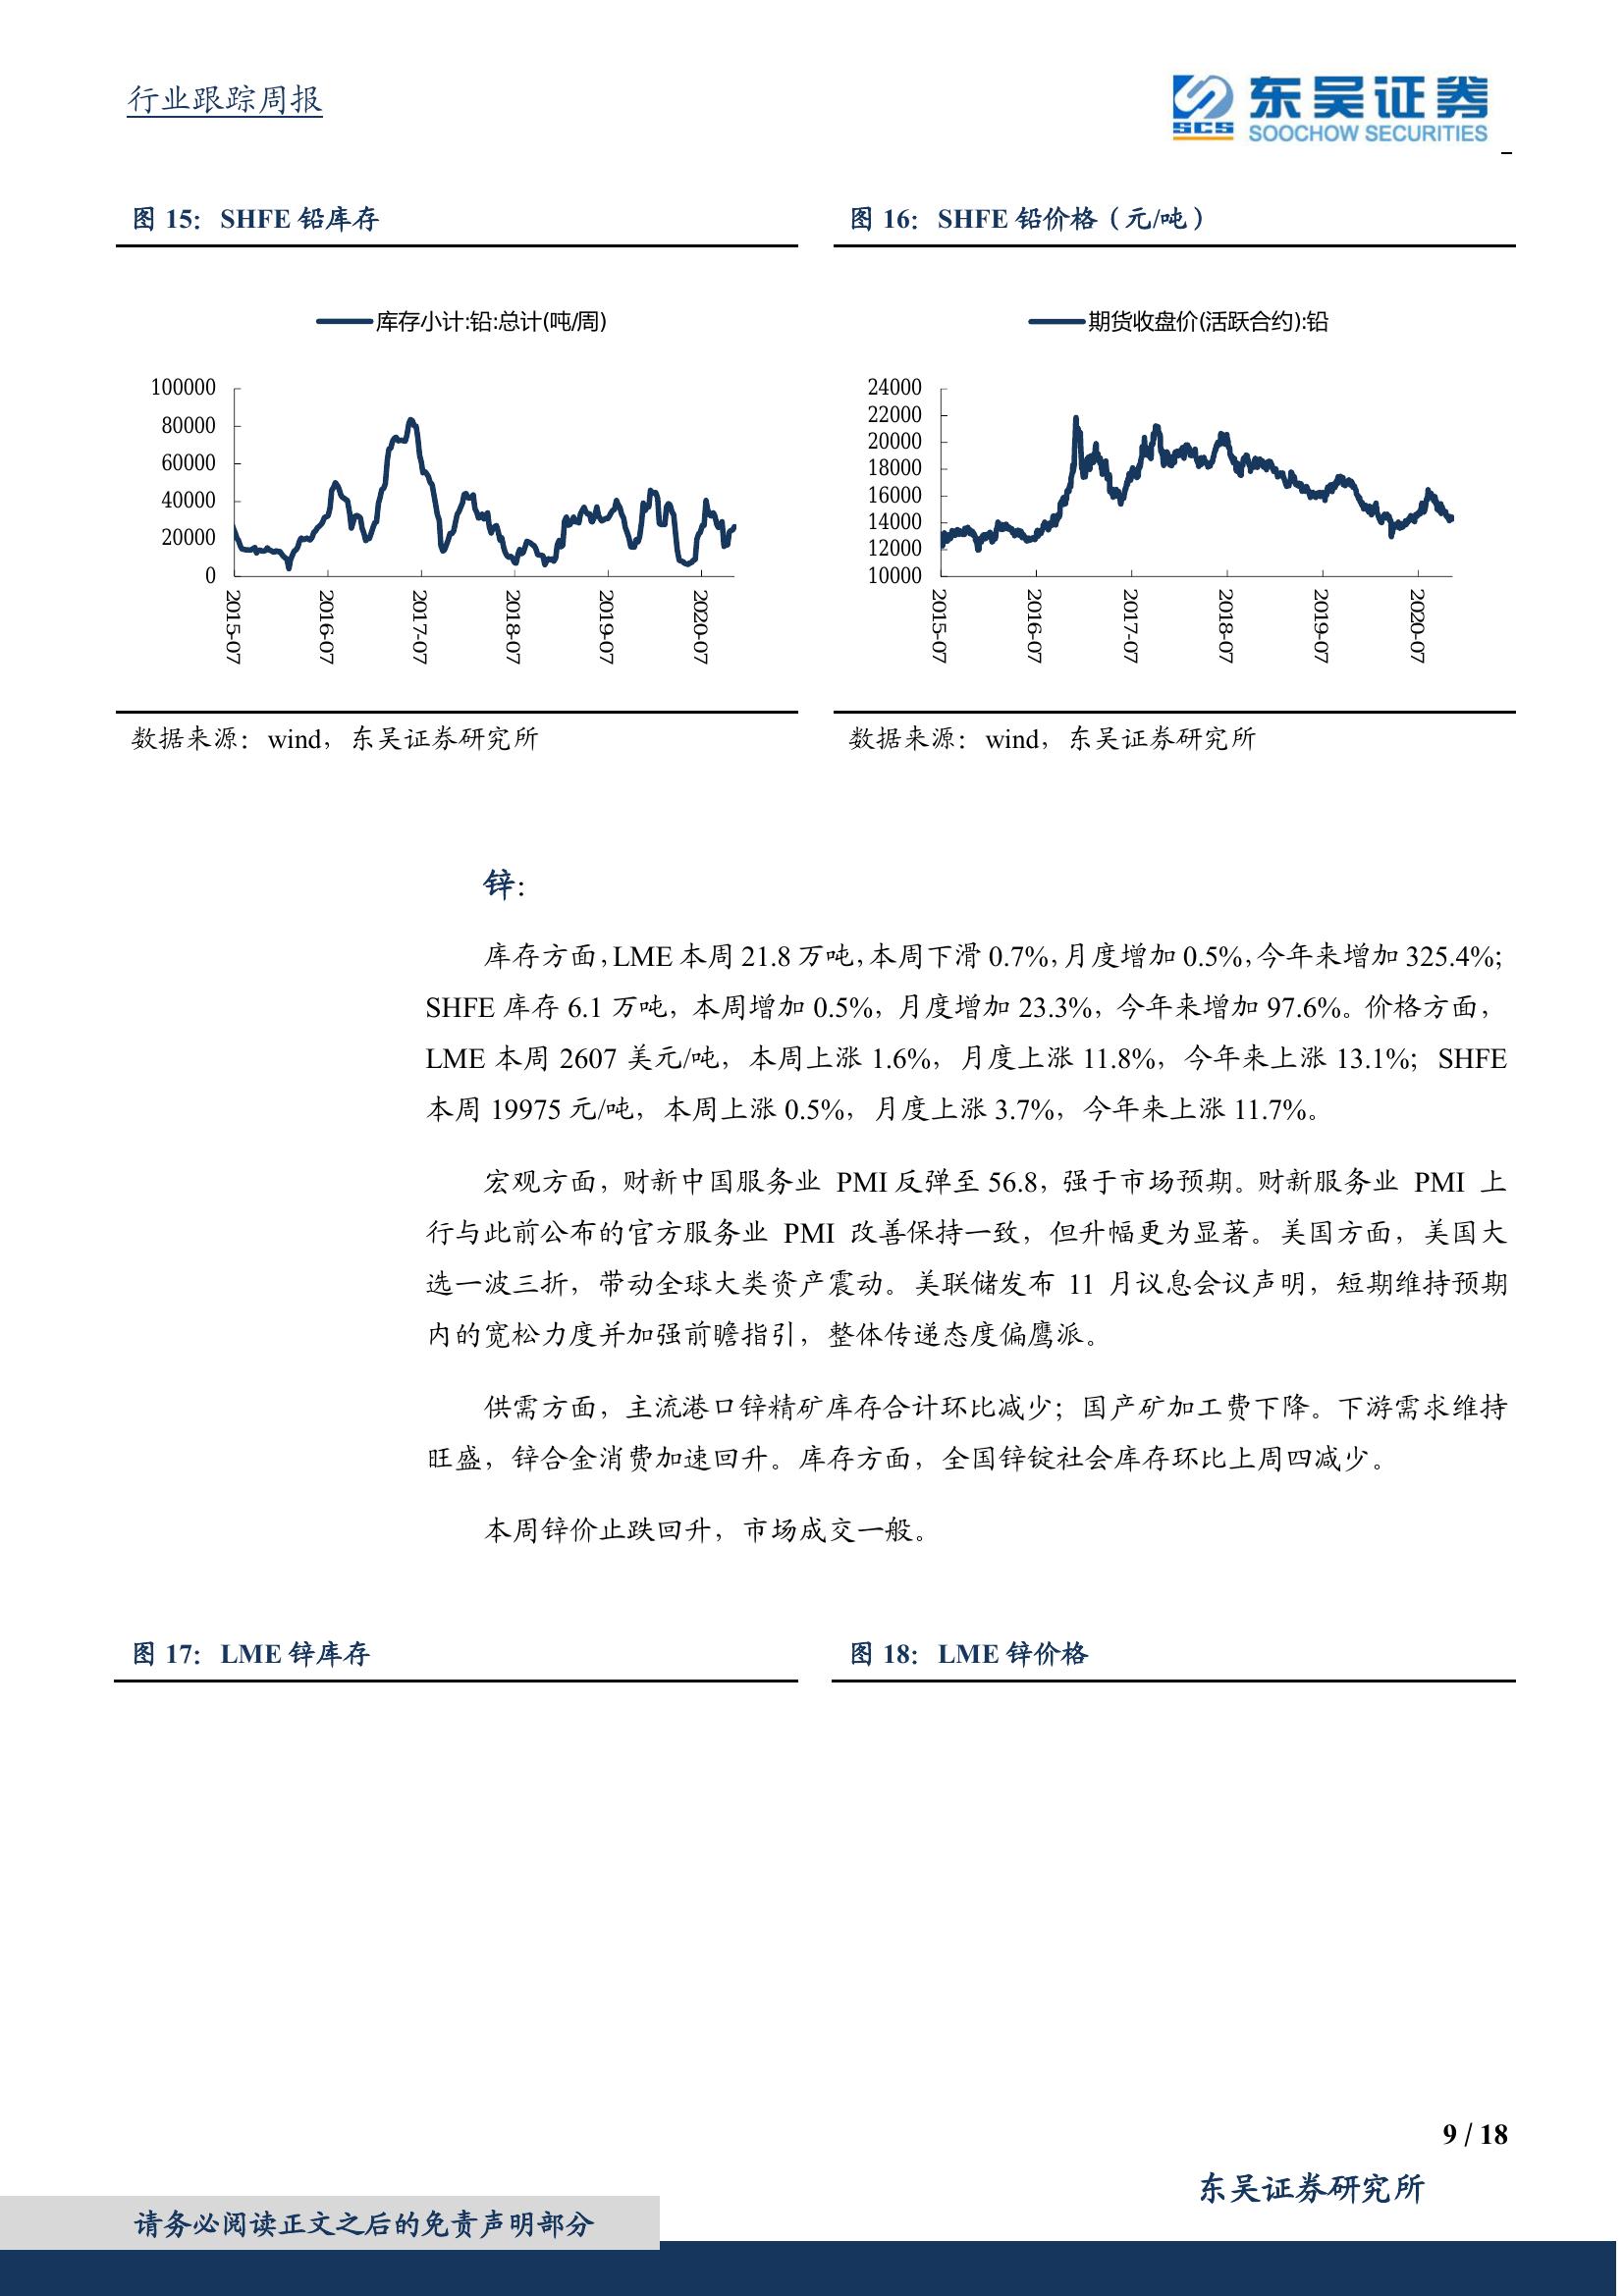 行业跟踪周报
东吴证券
SCS
SOOCHOW SECURITIES
图 15： SHFE 铅库存
图 16： SHFE 铅价格（元/吨）
库存小计:铅:总计(吨/周)
100000
80000
60000
40000
20000
0
2015-07
2016-07
2017-07
2018-07
2019-07
2020-07
期货收盘价(活跃合约):铅
24000
22000
20000
18000
16000
14000
12000
10000
2015-07
2016-07
2017-07
2018-07
2019-07
2020-07
数据来源：wind，东吴证券研究所
数据来源：wind，东吴证券研究所
锌：
库存方面，LME 本周 21.8 万吨，本周下滑 0.7%，月度增加 0.5%，今年来增加 325.4%；
SHFE 库存 6.1 万吨，本周增加 0.5%，月度增加 23.3%，今年来增加 97.6%。价格方面，
LME 本周 2607 美元/吨，本周上涨 1.6%，月度上涨 11.8%，今年来上涨 13.1%；SHFE
本周 19975 元/吨，本周上涨 0.5%，月度上涨 3.7%，今年来上涨 11.7%。
宏观方面，财新中国服务业 PMI 反弹至 56.8，强于市场预期。财新服务业 PMI 上
行与此前公布的官方服务业 PMI 改善保持一致，但升幅更为显著。美国方面，美国大
选一波三折，带动全球大类资产震动。美联储发布 11 月议息会议声明，短期维持预期
内的宽松力度并加强前瞻指引，整体传递态度偏鹰派。
供需方面，主流港口锌精矿库存合计环比减少；国产矿加工费下降。下游需求维持
旺盛，锌合金消费加速回升。库存方面，全国锌锭社会库存环比上周四减少。
本周锌价止跌回升，市场成交一般。
图 17： LME 锌库存
图 18： LME 锌价格
9 / 18
东吴证券研究所
请务必阅读正文之后的免责声明部分